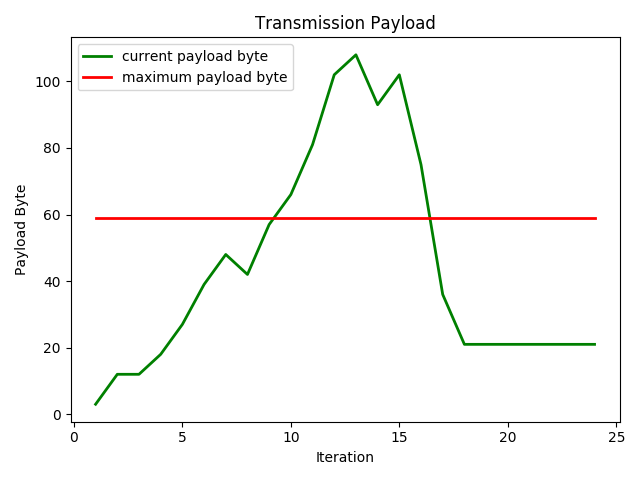 Transmission Payload
current payload byte
maximum payload byte
100
80
60
40
20
0
Payload Byte
0 5 10 15 20 25
Iteration